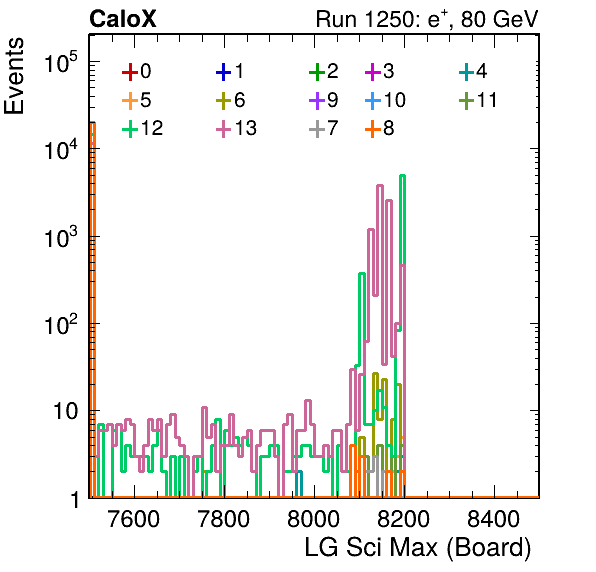 CaloX Run 1250: e⁺, 80 GeV
Events
10⁵
10⁴
10³
10²
10
1
0 1 2 3 4
5 6 9 10 11
12 13 7 8
7600 7800 8000 8200 8400
LG Sci Max (Board)